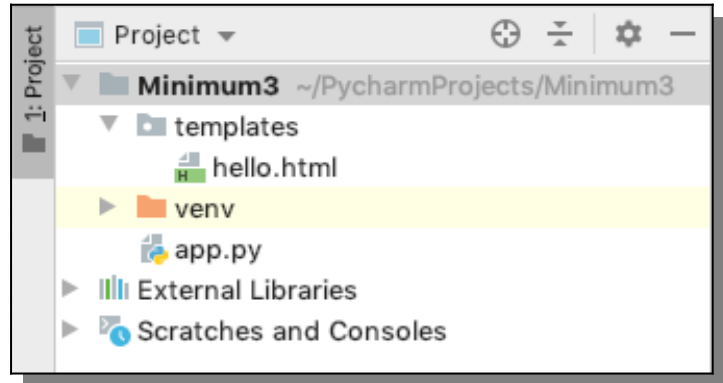 1: Project
Project
Minimum3 ~/PycharmProjects/Minimum3
templates
H hello.html
venv
app.py
External Libraries
Scratches and Consoles